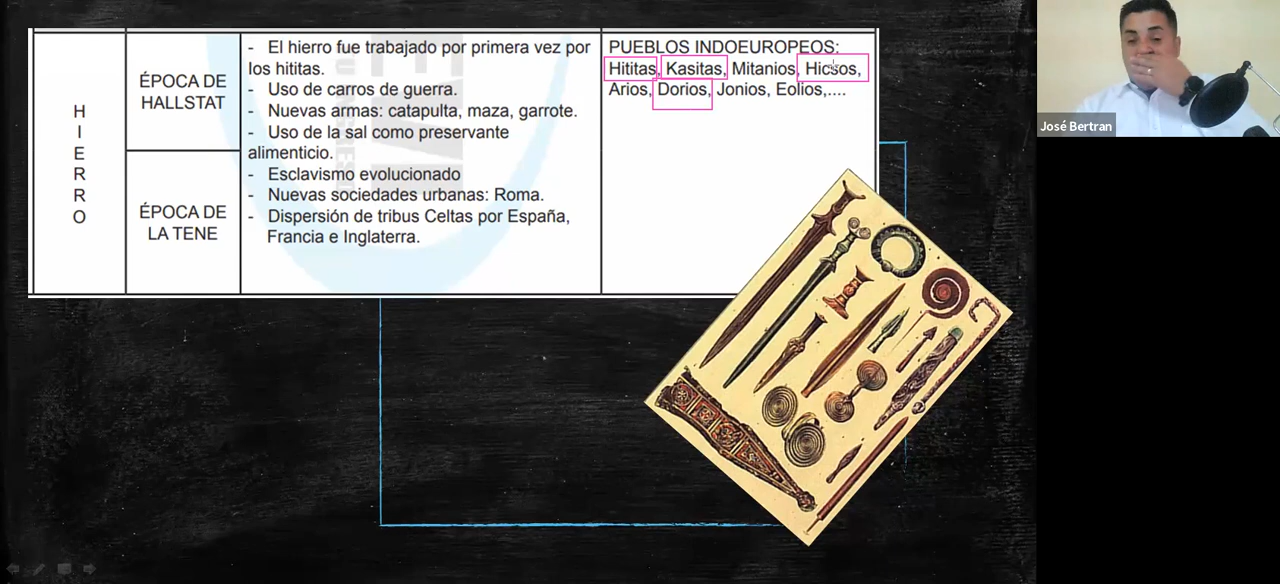 H
I
E
R
R
O
ÉPOCA DE
HALLSTAT
ÉPOCA DE
LA TENE
- El hierro fue trabajado por primera vez por
los hititas.
- Uso de carros de guerra.
- Nuevas armas: catapulta, maza, garrote.
- Uso de la sal como preservante
alimenticio.
- Esclavismo evolucionado
- Nuevas sociedades urbanas: Roma.
- Dispersión de tribus Celtas por España,
Francia e Inglaterra.
PUEBLOS INDOEUROPEOS:
Hititas, Kasitas, Mitanios, Hicsos,
Arios, Dorios, Jonios, Eolios,....
José Bertran